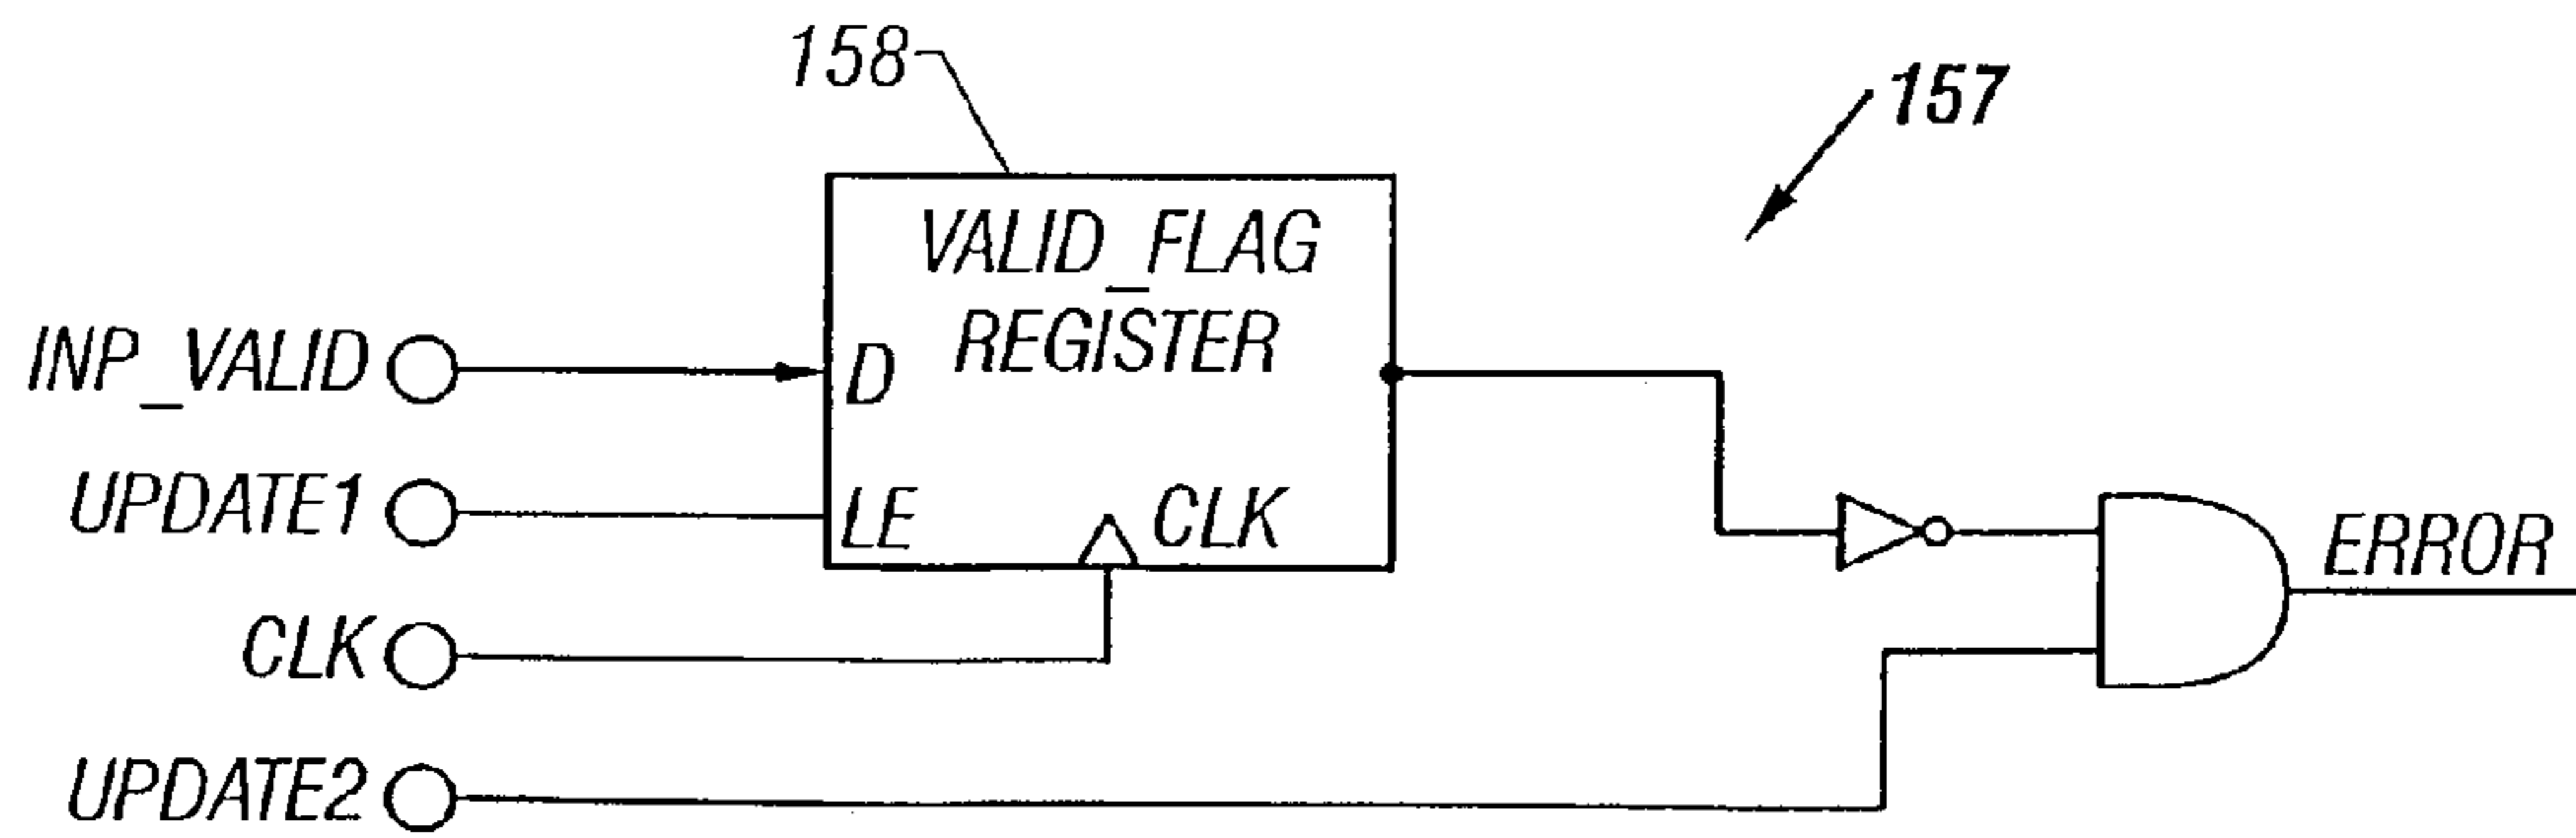 158
157
VALID_FLAG
REGISTER
INP_VALID
D
UPDATE1
LE
CLK
ERROR
CLK
UPDATE2